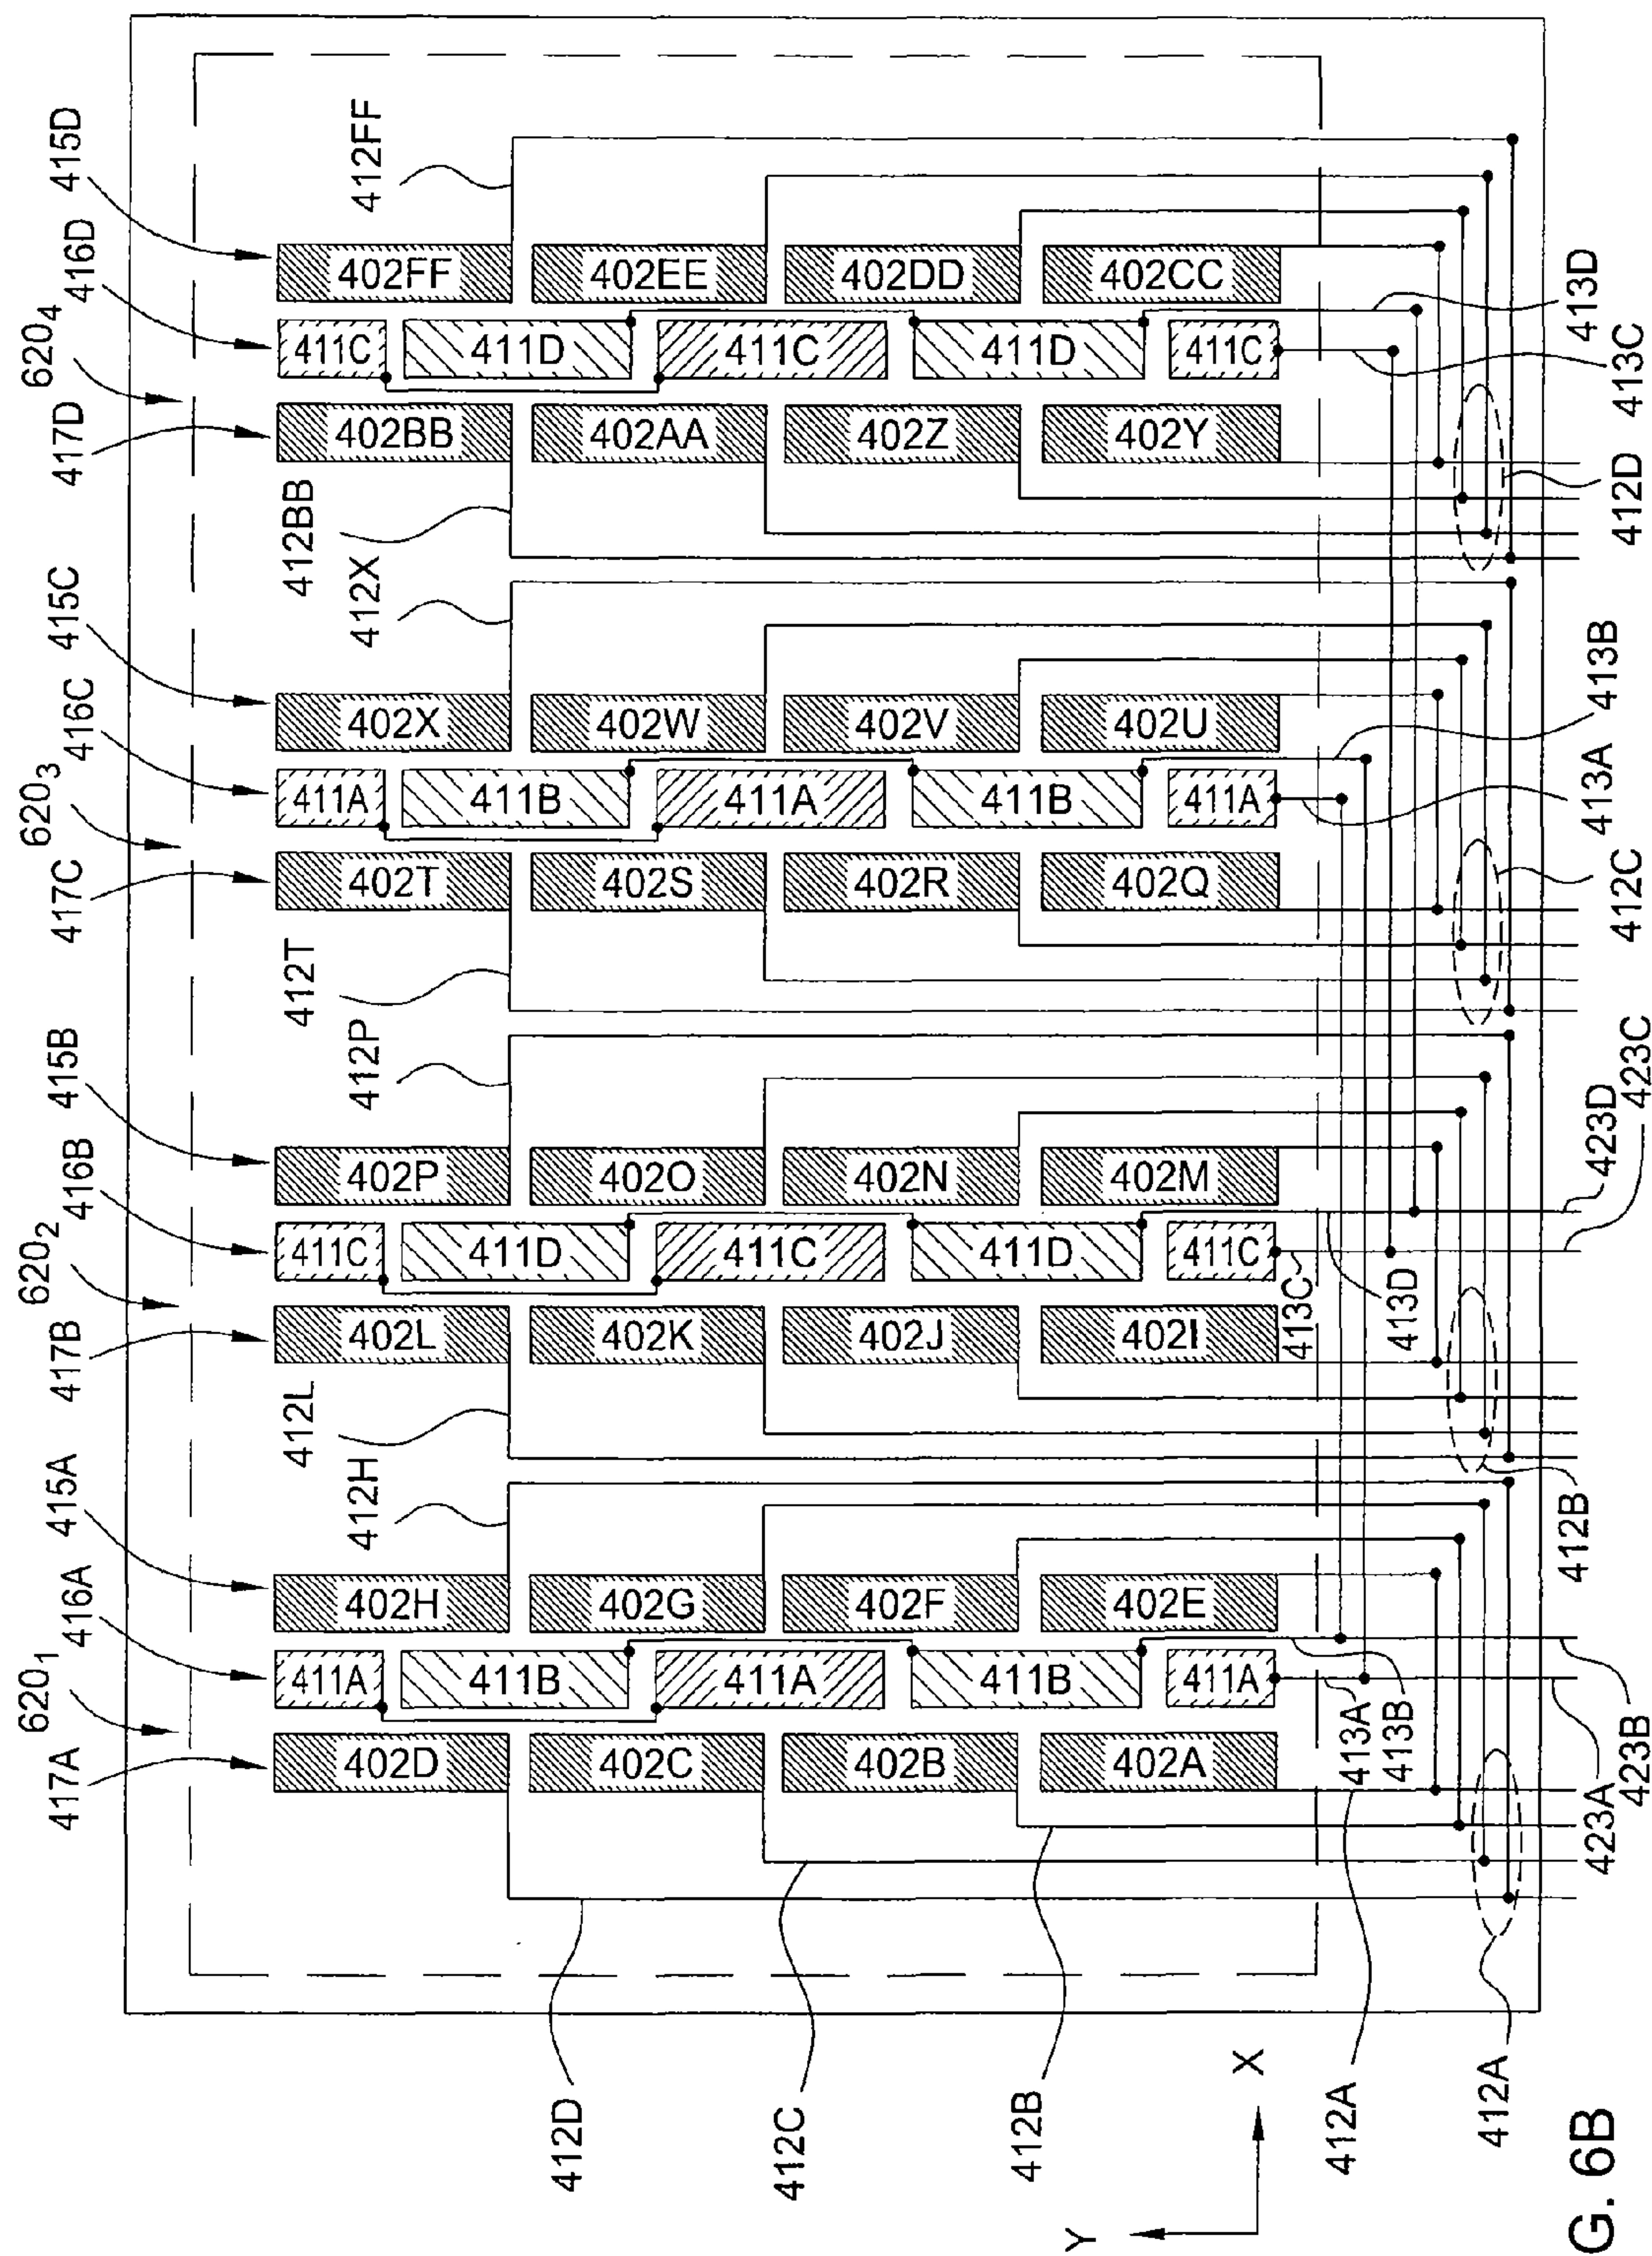 415D
416D
620₄
417D
412FF
402FF
402EE
402DD
402CC
411C
411D
411C
411D
411C
402BB
402AA
402Z
402Y
413D
413C
412D
412BB
412X
415C
416C
620₃
417C
402X
402W
402V
402U
411A
411B
411A
411B
411A
402T
402S
402R
402Q
413B
413A
412C
412T
412P
415B
416B
620₂
417B
402P
402O
402N
402M
411C
411D
411C
411D
411C
402L
402K
402J
402I
423C
423D
413C
413D
412B
412L
412H
415A
416A
620₁
417A
402H
402G
402F
402E
411A
411B
411A
411B
411A
402D
402C
402B
402A
413A
413B
423B
423A
412D
412C
412B
412A
412A
X
Y
G. 6B